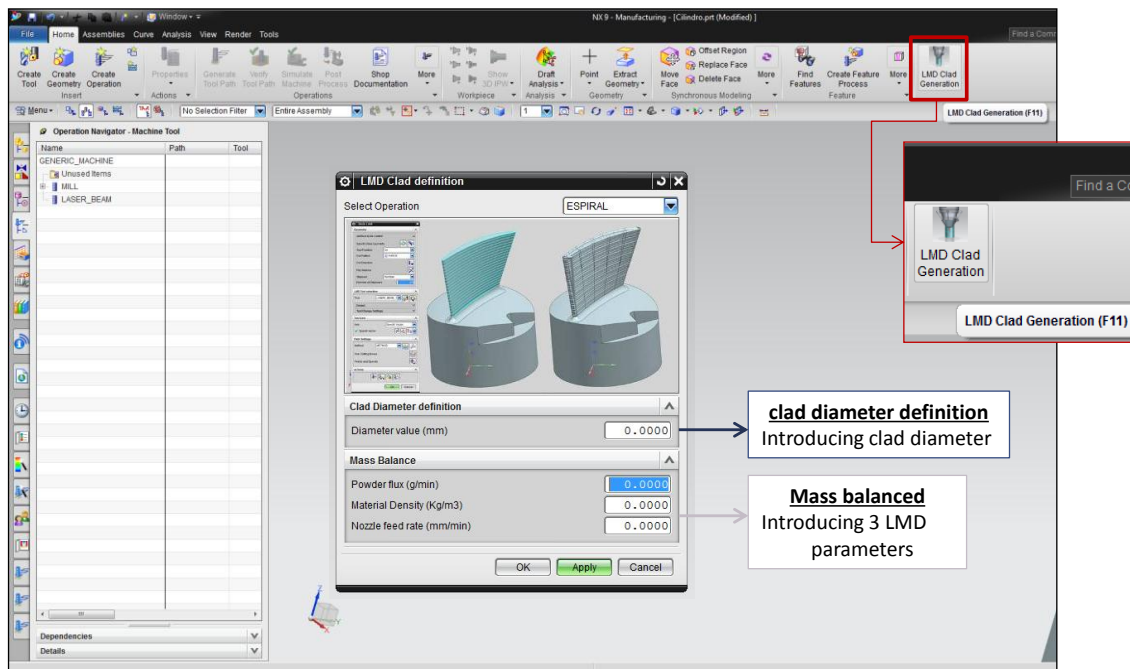 Window
NX 9 - Manufacturing - [Cilindro.prt (Modified) ]
File Home Assemblies Curve Analysis View Render Tools
Find a Comr
Create Tool
Create Geometry
Create Operation
Insert
Properties
Actions
Generate Tool Path
Verify Tool Path
Simulate Machine
Post Process
Shop Documentation
More
Operations
Show 3D IPW
Workpiece
Draft Analysis
Analysis
Point
Extract Geometry
Geometry
Move Face
Offset Region
Replace Face
Delete Face
More
Synchronous Modeling
Find Features
Create Feature Process
More
Feature
LMD Clad Generation
Menu
No Selection Filter
Entire Assembly
1
LMD Clad Generation (F11)
Operation Navigator - Machine Tool
Name Path Tool
GENERIC_MACHINE
Unused Items
MILL
LASER_BEAM
Dependencies
Details
LMD Clad definition
Select Operation ESPIRAL
Clad Diameter definition
Diameter value (mm) 0.0000
Mass Balance
Powder flux (g/min) 0.0000
Material Density (Kg/m3) 0.0000
Nozzle feed rate (mm/min) 0.0000
OK Apply Cancel
Find a Co
LMD Clad
Generation
LMD Clad Generation (F11)
clad diameter definition
Introducing clad diameter
Mass balanced
Introducing 3 LMD
parameters